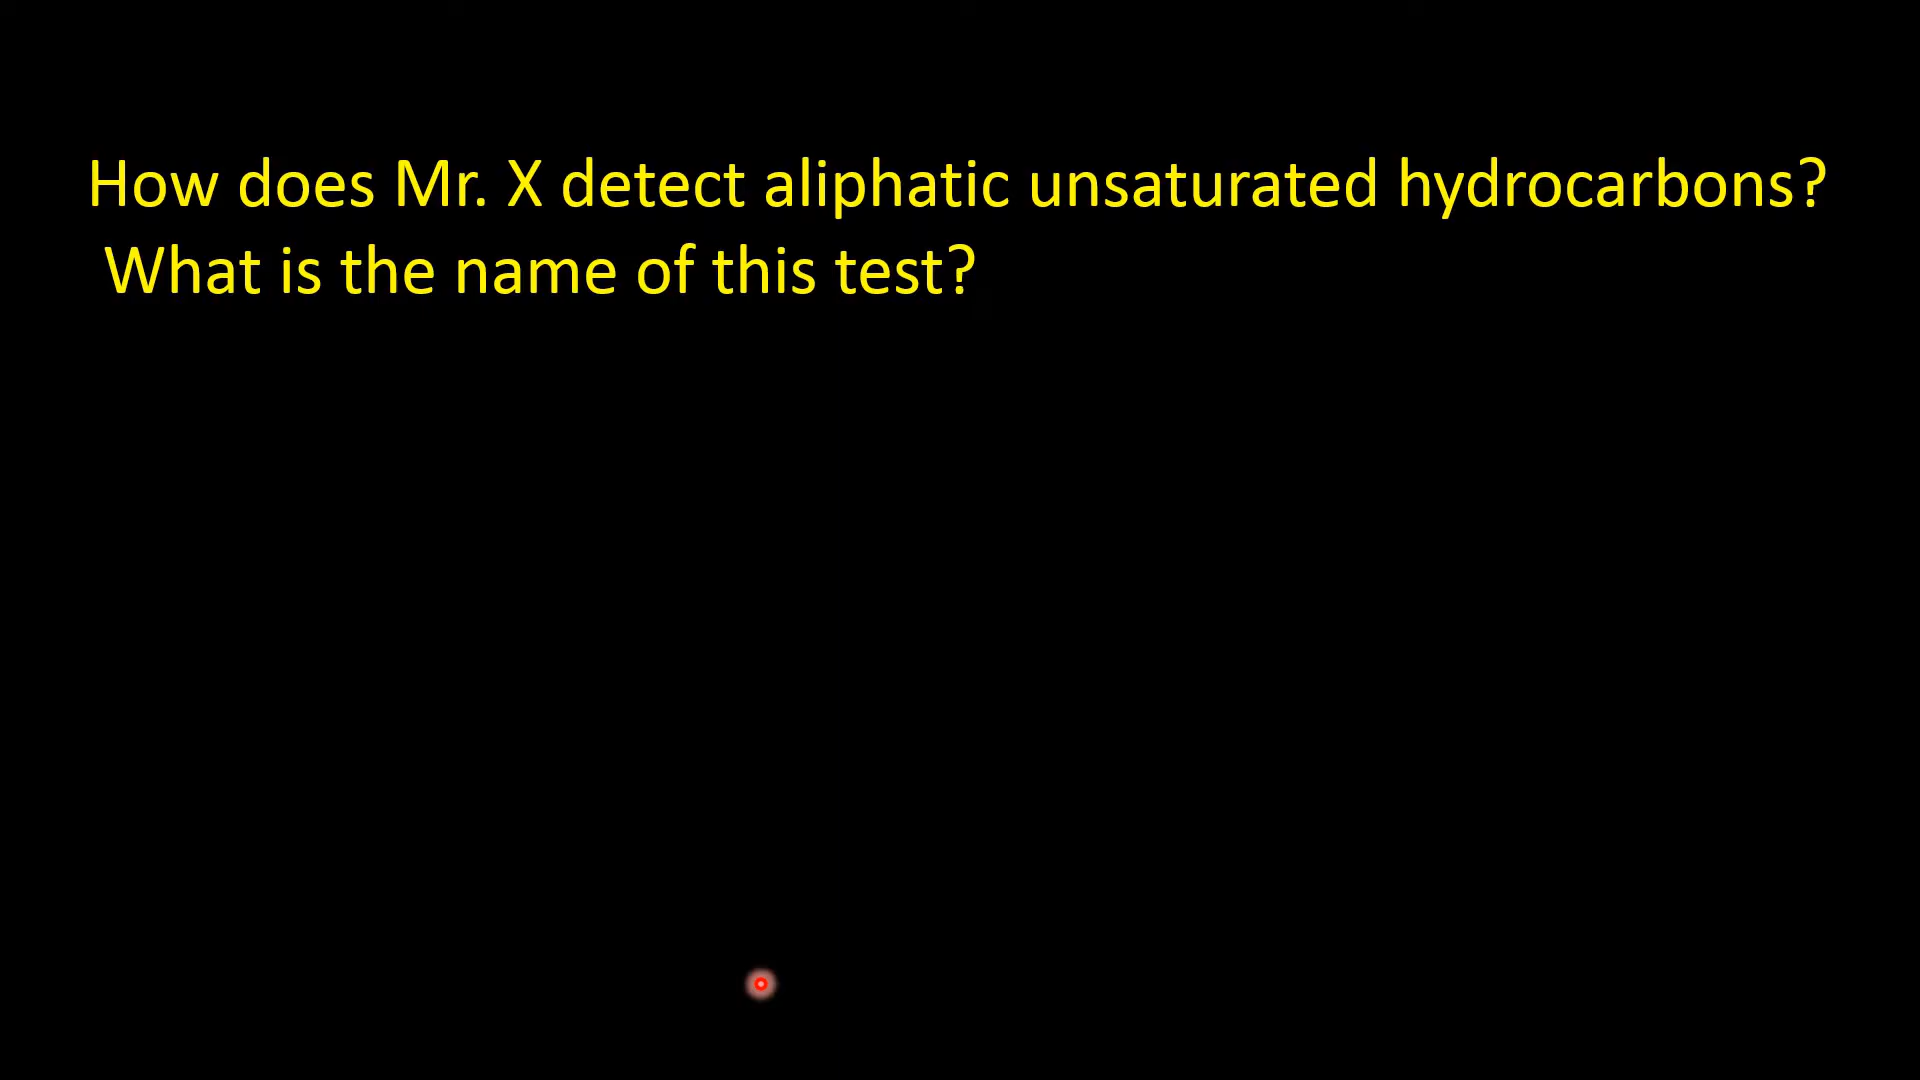 How does Mr. X detect aliphatic unsaturated hydrocarbons?
What is the name of this test?